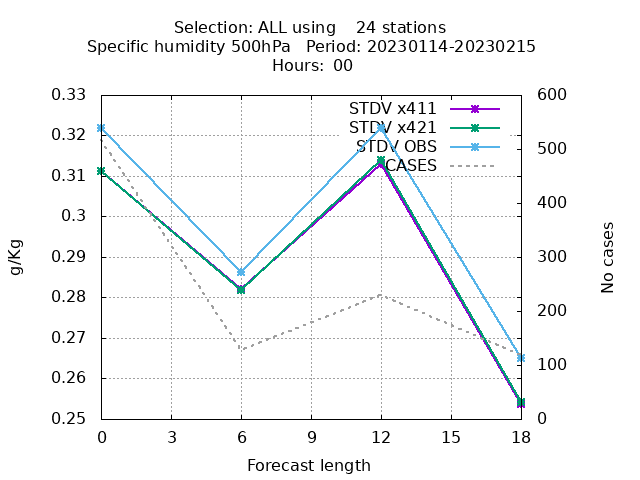 Selection: ALL using    24 stations
Specific humidity 500hPa   Period: 20230114-20230215
Hours:  00
STDV x411
STDV x421
STDV OBS
CASES
0.33
0.32
0.31
0.3
0.29
0.28
0.27
0.26
0.25
g/Kg
600
500
400
300
200
100
0
No cases
0 3 6 9 12 15 18
Forecast length